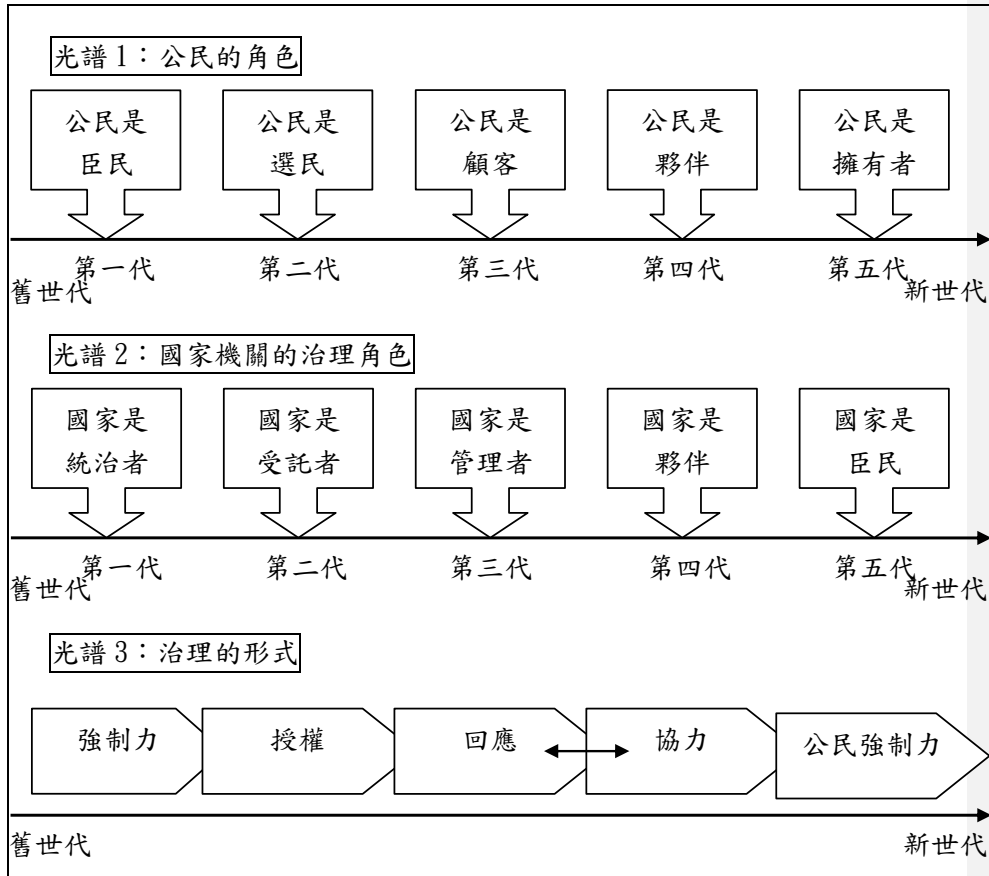 光譜1：公民的角色
公民是 公民是 公民是 公民是 公民是
臣民 選民 顧客 夥伴 擁有者
第一代 第二代 第三代 第四代 第五代
舊世代 新世代
光譜2：國家機關的治理角色
國家是 國家是 國家是 國家是 國家是
統治者 受託者 管理者 夥伴 臣民
第一代 第二代 第三代 第四代 第五代
舊世代 新世代
光譜3：治理的形式
強制力 授權 回應 協力 公民強制力
舊世代 新世代